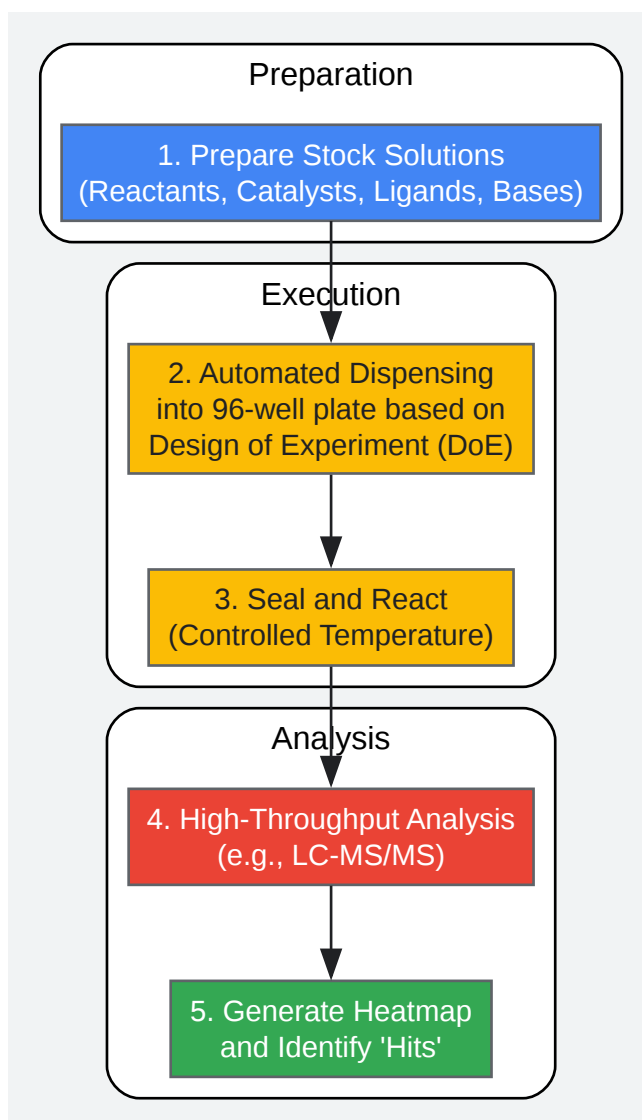 Preparation
1. Prepare Stock Solutions
(Reactants, Catalysts, Ligands, Bases)
Execution
2. Automated Dispensing
into 96-well plate based on
Design of Experiment (DoE)
3. Seal and React
(Controlled Temperature)
Analysis
4. High-Throughput Analysis
(e.g., LC-MS/MS)
5. Generate Heatmap
and Identify 'Hits'